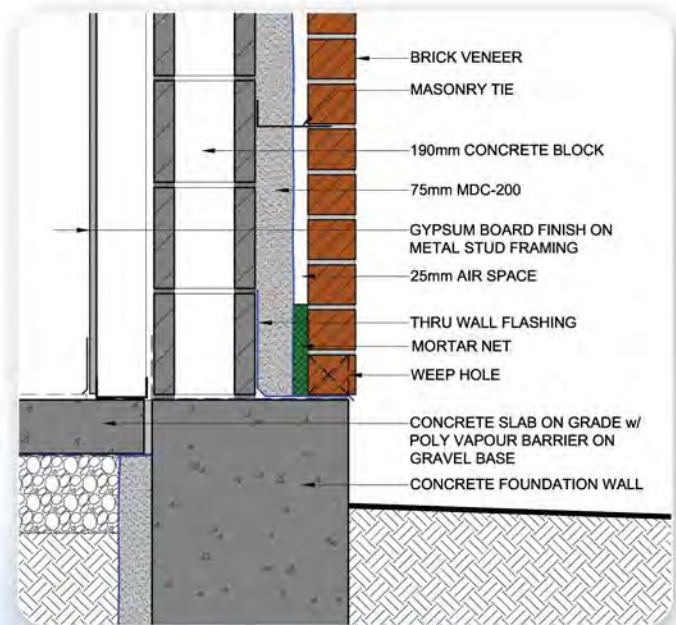 BRICK VENEER
MASONRY TIE
190mm CONCRETE BLOCK
75mm MDC-200
GYPSUM BOARD FINISH ON
METAL STUD FRAMING
25mm AIR SPACE
THRU WALL FLASHING
MORTAR NET
WEEP HOLE
CONCRETE SLAB ON GRADE w/
POLY VAPOUR BARRIER ON
GRAVEL BASE
CONCRETE FOUNDATION WALL